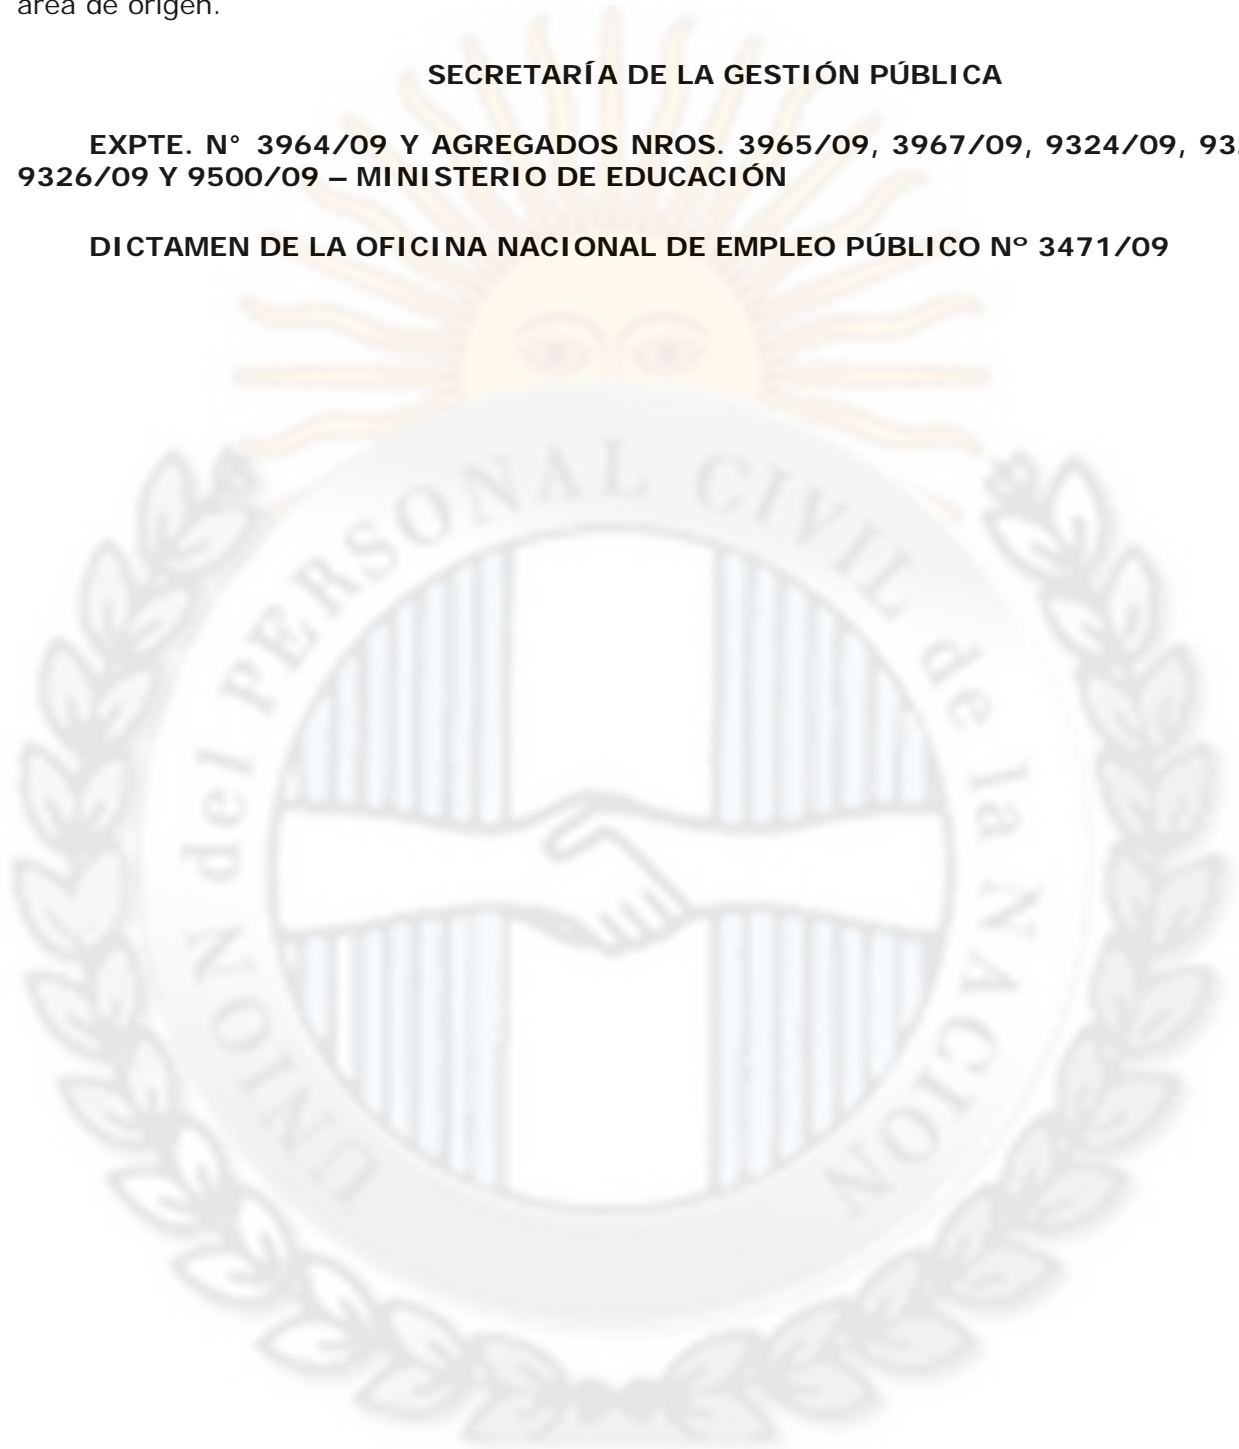 área de origen.
SECRETARÍA DE LA GESTIÓN PÚBLICA
EXPTE. N° 3964/09 Y AGREGADOS NROS. 3965/09, 3967/09, 9324/09,
9326/09 Y 9500/09 – MINISTERIO DE EDUCACIÓN
DICTAMEN DE LA OFICINA NACIONAL DE EMPLEO PÚBLICO Nº 3471/09
UNION del PERSONAL CIVIL de la NACION